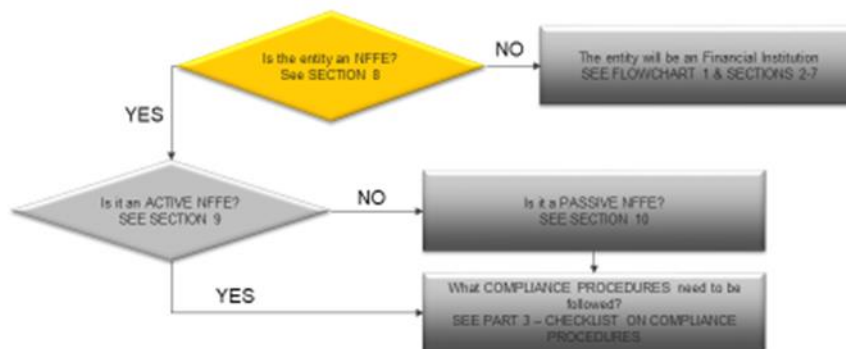 Is the entity an NFFE?
See SECTION 8
NO
The entity will be an Financial Institution
SEE FLOWCHART 1 & SECTIONS 2-7
YES
Is it an ACTIVE NFFE?
SEE SECTION 9
NO
Is it a PASSIVE NFFE?
SEE SECTION 10
YES
What COMPLIANCE PROCEDURES need to be
followed?
SEE PART 3 – CHECKLIST ON COMPLIANCE
PROCEDURES